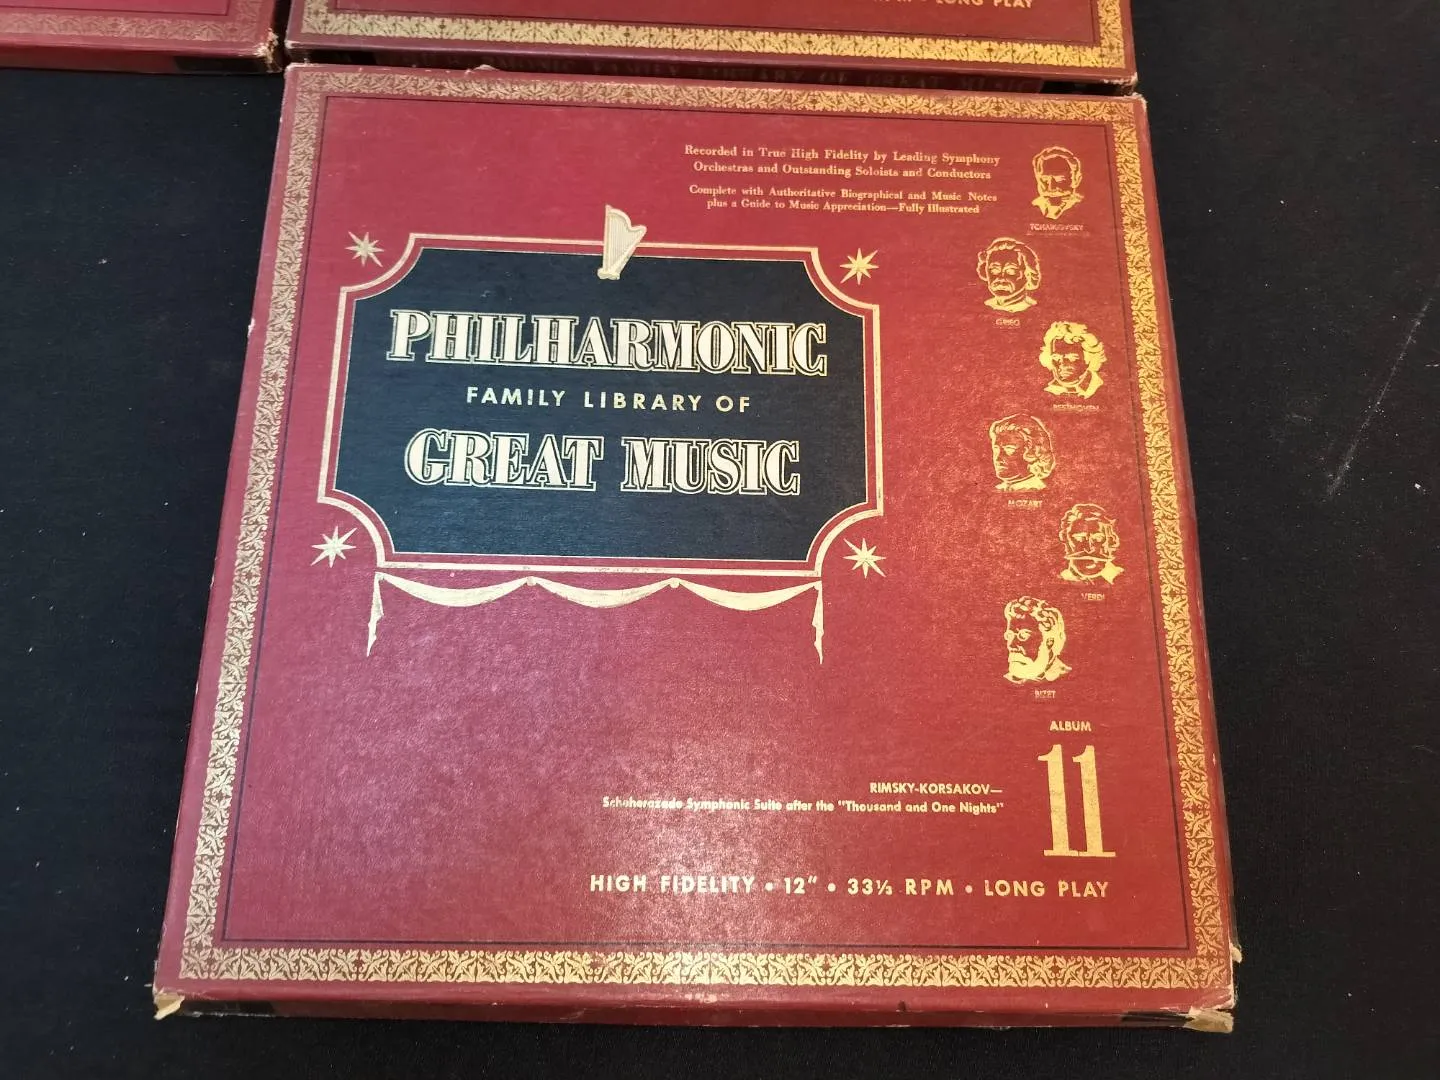 LONG PLAY
Recorded in True High Fidelity by Leading Symphony
Orchestras and Outstanding Soloists and Conductors
Complete with Authoritative Biographical and Music Notes
plus a Guide to Music Appreciation—Fully Illustrated
TCHAIKOVSKY
GRIEG
BEETHOVEN
MOZART
VERDI
BIZET
PHILHARMONIC
FAMILY LIBRARY OF
GREAT MUSIC
ALBUM
11
RIMSKY-KORSAKOV—
Scheherazade Symphonic Suite after the "Thousand and One Nights"
HIGH FIDELITY • 12" • 33⅓ RPM • LONG PLAY